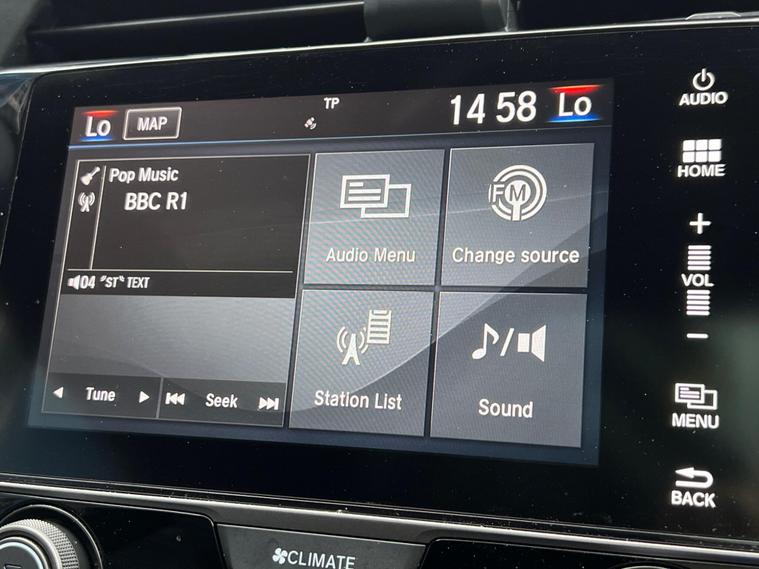 Lo MAP TP 14 58 Lo
AUDIO
HOME
+
VOL
−
MENU
BACK
Pop Music
BBC R1
04 "ST" TEXT
Tune Seek
Audio Menu
FM
Change source
Station List
Sound
CLIMATE